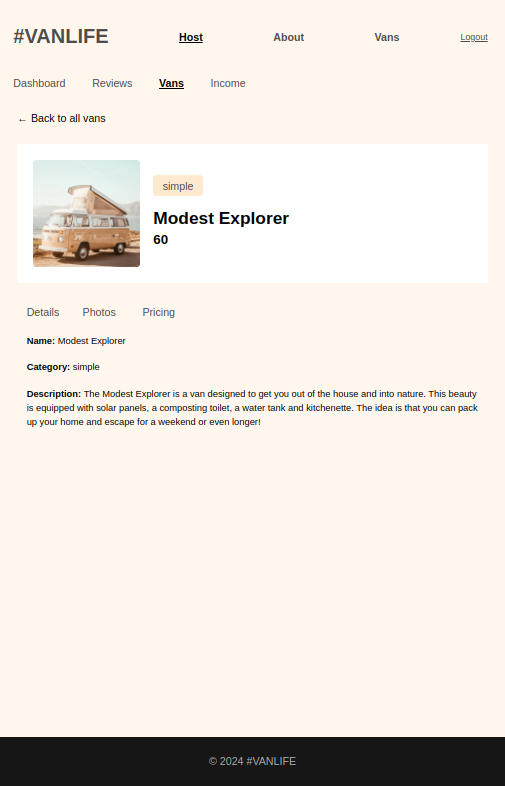 #VANLIFE Host About Vans Logout
Dashboard Reviews Vans Income
← Back to all vans
simple
Modest Explorer
60
Details Photos Pricing
Name: Modest Explorer
Category: simple
Description: The Modest Explorer is a van designed to get you out of the house and into nature. This beauty
is equipped with solar panels, a composting toilet, a water tank and kitchenette. The idea is that you can pack
up your home and escape for a weekend or even longer!
© 2024 #VANLIFE